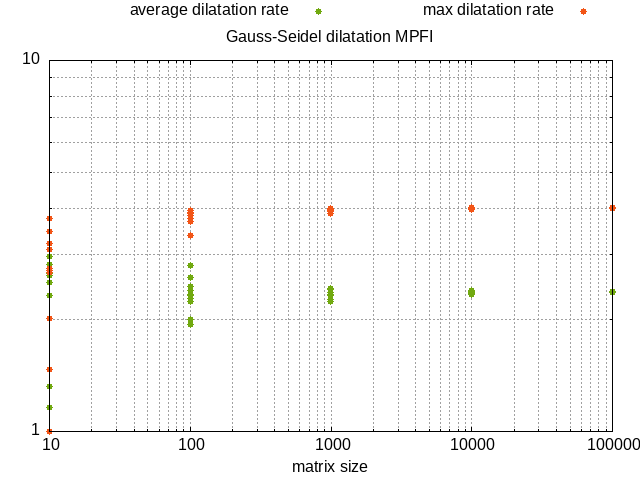 average dilatation rate max dilatation rate
Gauss-Seidel dilatation MPFI
10
1
10 100 1000 10000 100000
matrix size